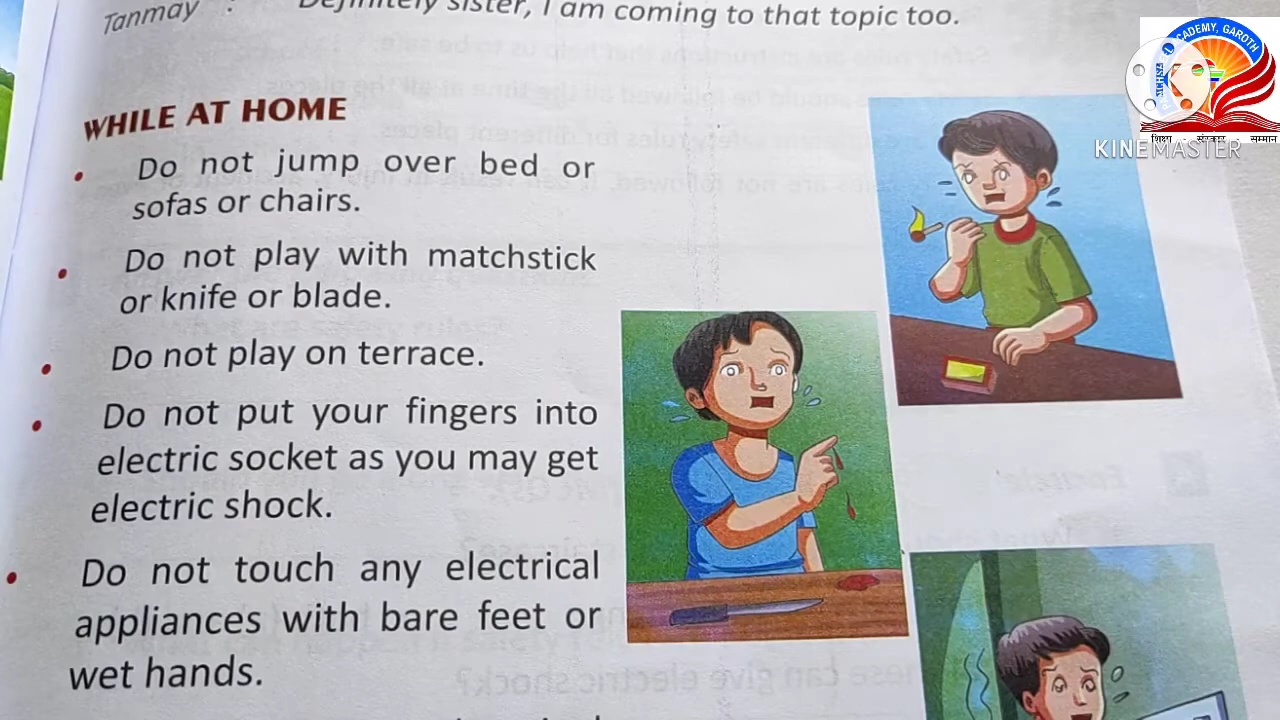 Tanmay : Definitely sister, I am coming to that topic too.
WHILE AT HOME
• Do not jump over bed or
sofas or chairs.
• Do not play with matchstick
or knife or blade.
• Do not play on terrace.
• Do not put your fingers into
electric socket as you may get
electric shock.
• Do not touch any electrical
appliances with bare feet or
wet hands.
CADEMY, GAROTH
शिक्षा संस्कार सम्मान
KINEMASTER